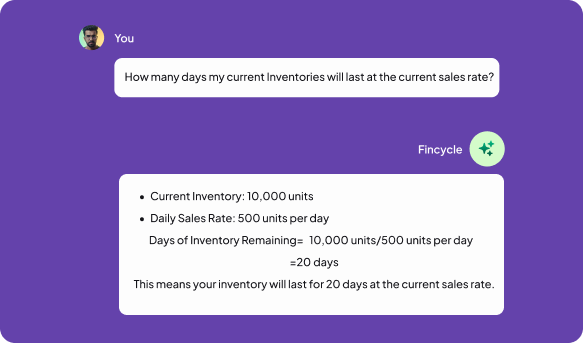 You
How many days my current Inventories will last at the current sales rate?
Fincycle
• Current Inventory: 10,000 units
• Daily Sales Rate: 500 units per day
Days of Inventory Remaining= 10,000 units/500 units per day
=20 days
This means your inventory will last for 20 days at the current sales rate.